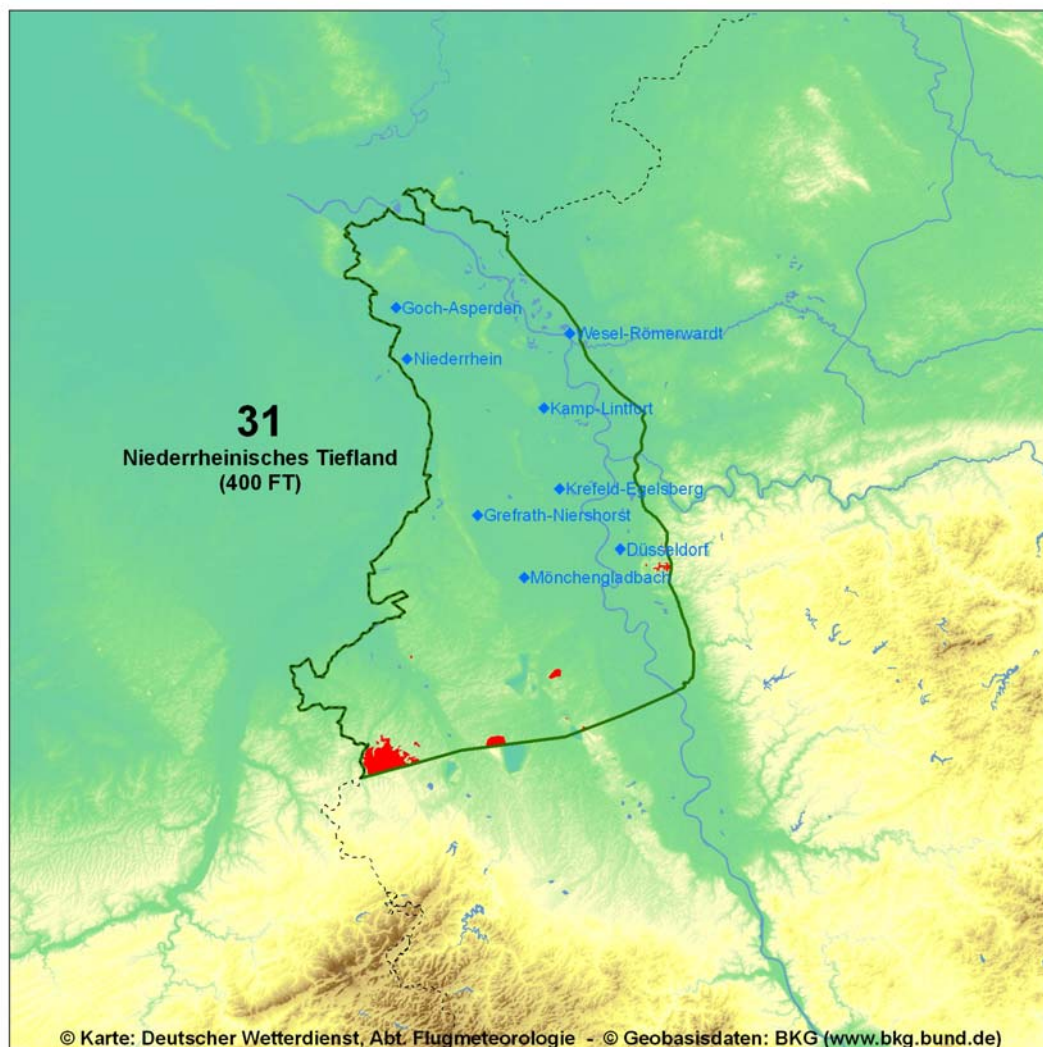 Goch-Asperden
Wesel-Römerwardt
Niederrhein
Kamp-Lintfort
31
Niederrheinisches Tiefland
(400 FT)
Krefeld-Egelsberg
Grefrath-Niershorst
Düsseldorf
Mönchengladbach
© Karte: Deutscher Wetterdienst, Abt. Flugmeteorologie - © Geobasisdaten: BKG (www.bkg.bund.de)